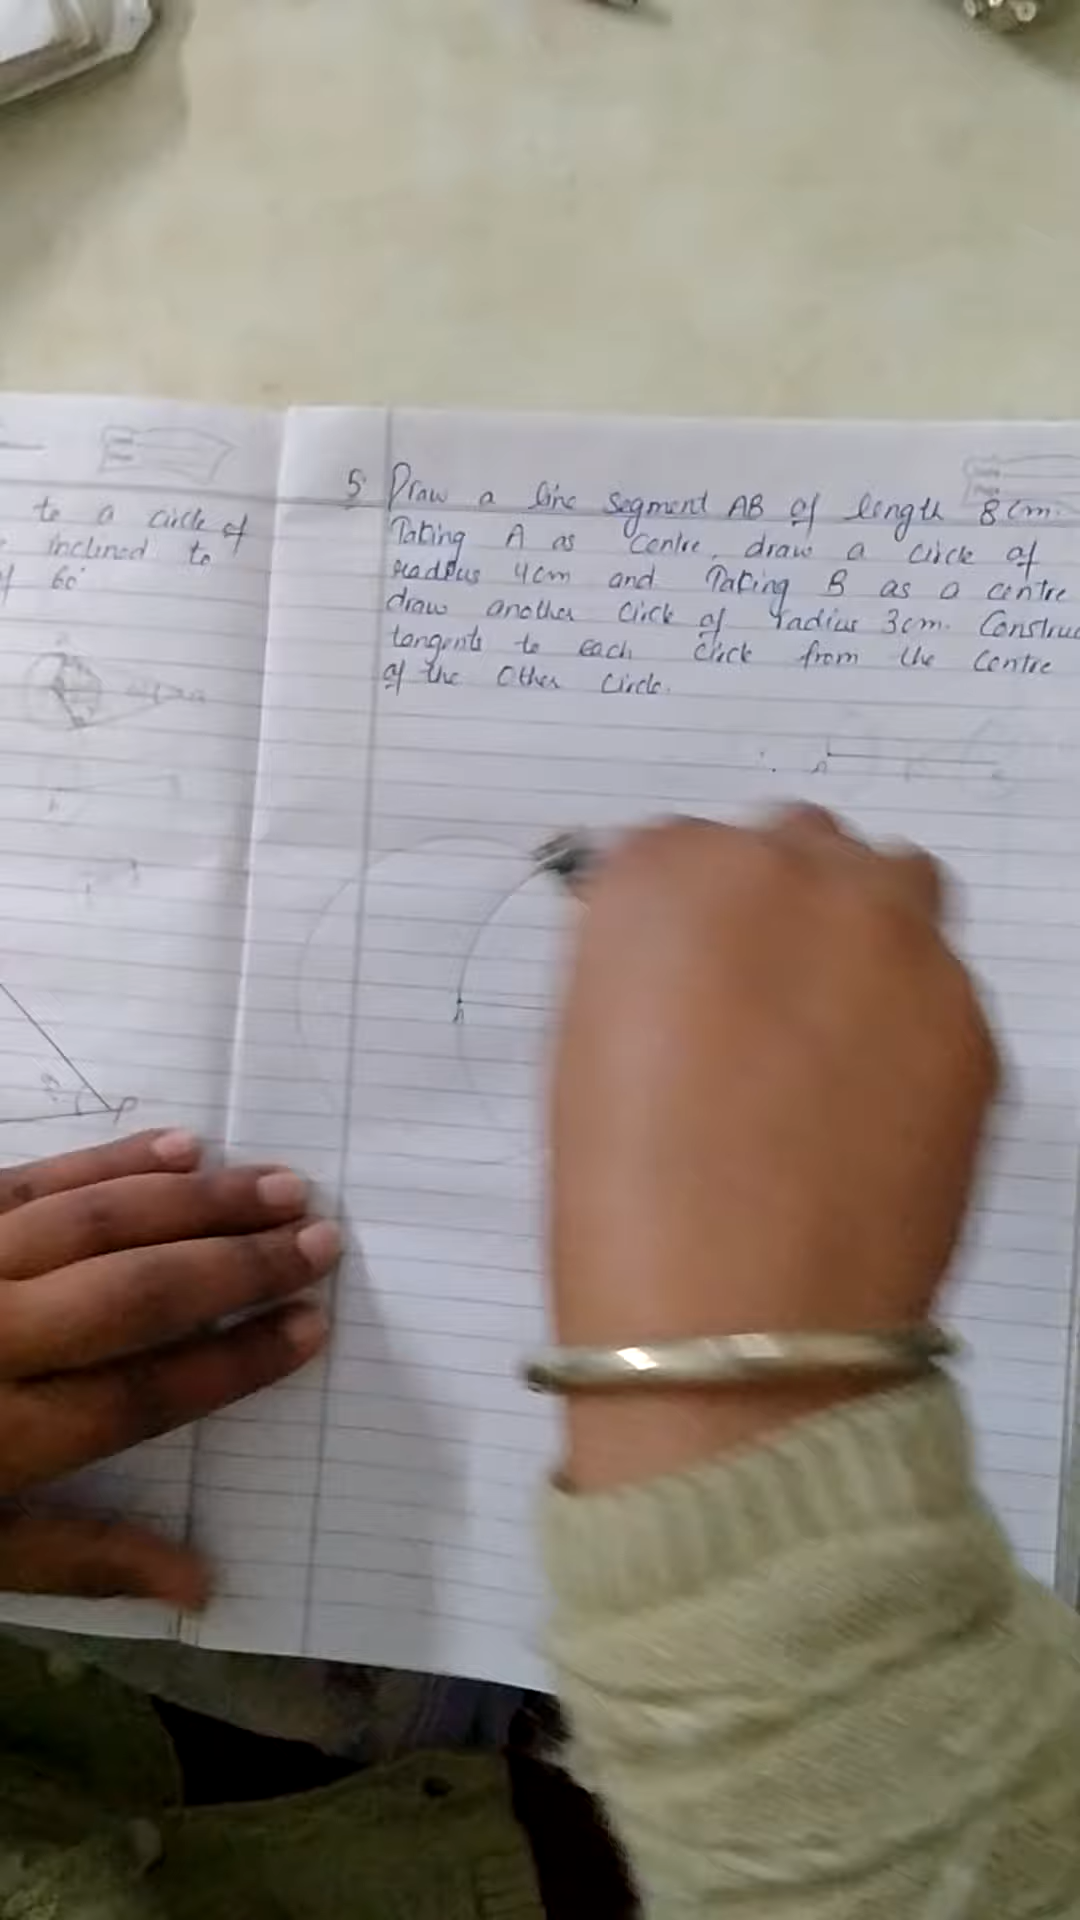 to a circle of
inclined to
of 60°
5. Draw a line segment AB of length 8cm.
Taking A as centre, draw a circle of
radius 4cm and Taking B as a centre
draw another circle of radius 3cm. Construc
tangents to each circle from the centre
of the other circle.
A
A
P